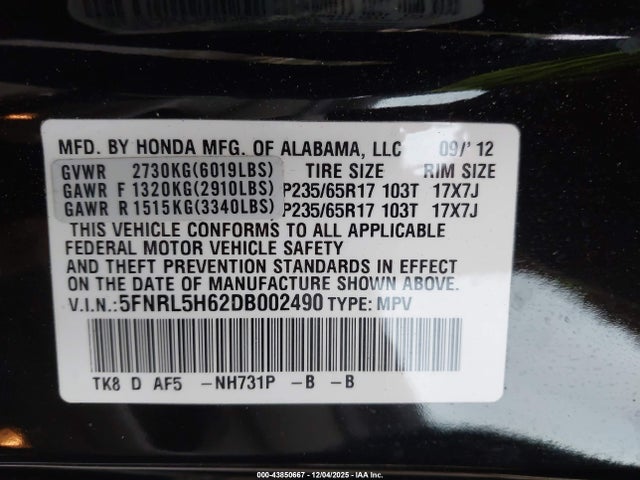 MFD. BY HONDA MFG. OF ALABAMA, LLC 09/' 12
GVWR 2730KG(6019LBS) TIRE SIZE RIM SIZE
GAWR F 1320KG(2910LBS) P235/65R17 103T 17X7J
GAWR R 1515KG(3340LBS) P235/65R17 103T 17X7J
THIS VEHICLE CONFORMS TO ALL APPLICABLE
FEDERAL MOTOR VEHICLE SAFETY
AND THEFT PREVENTION STANDARDS IN EFFECT
ON THE DATE OF MANUFACTURE SHOWN ABOVE.
V.I.N.:5FNRL5H62DB002490 TYPE: MPV
TK8 D AF5 -NH731P -B -B
000-43850667 - 12/04/2025 - IAA Inc.